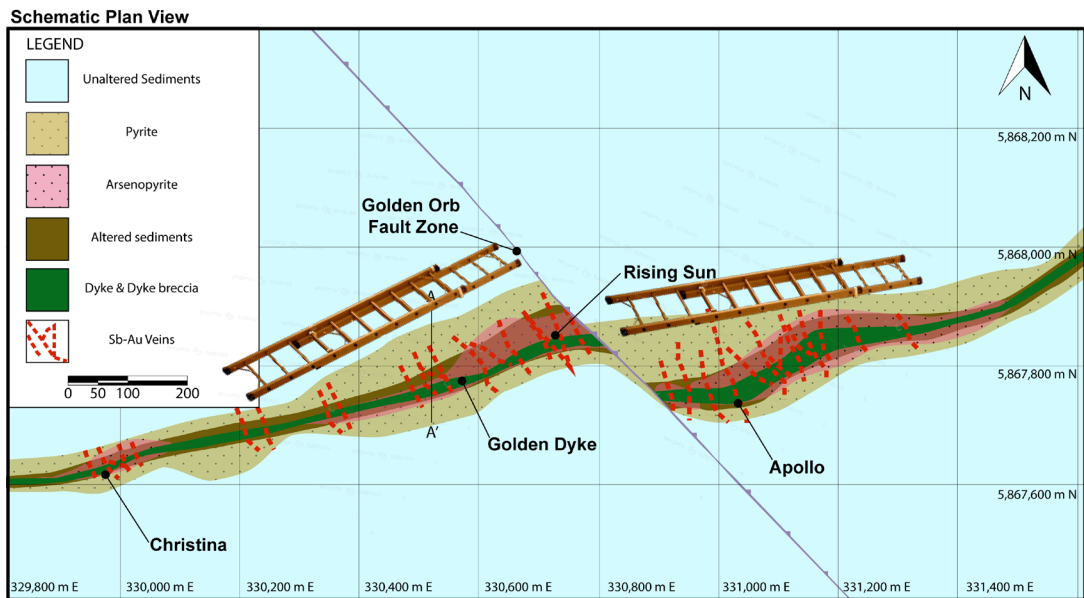 Schematic Plan View
LEGEND
Unaltered Sediments
Pyrite
Arsenopyrite
Altered sediments
Dyke & Dyke breccia
Sb-Au Veins
0 50 100 200
N
5,868,200 m N
Golden Orb
Fault Zone
5,868,000 m N
Rising Sun
A
5,867,800 m N
A'
Golden Dyke
Apollo
5,867,600 m N
Christina
329,800 m E
330,000 m E
330,200 m E
330,400 m E
330,600 m E
330,800 m E
331,000 m E
331,200 m E
331,400 m E